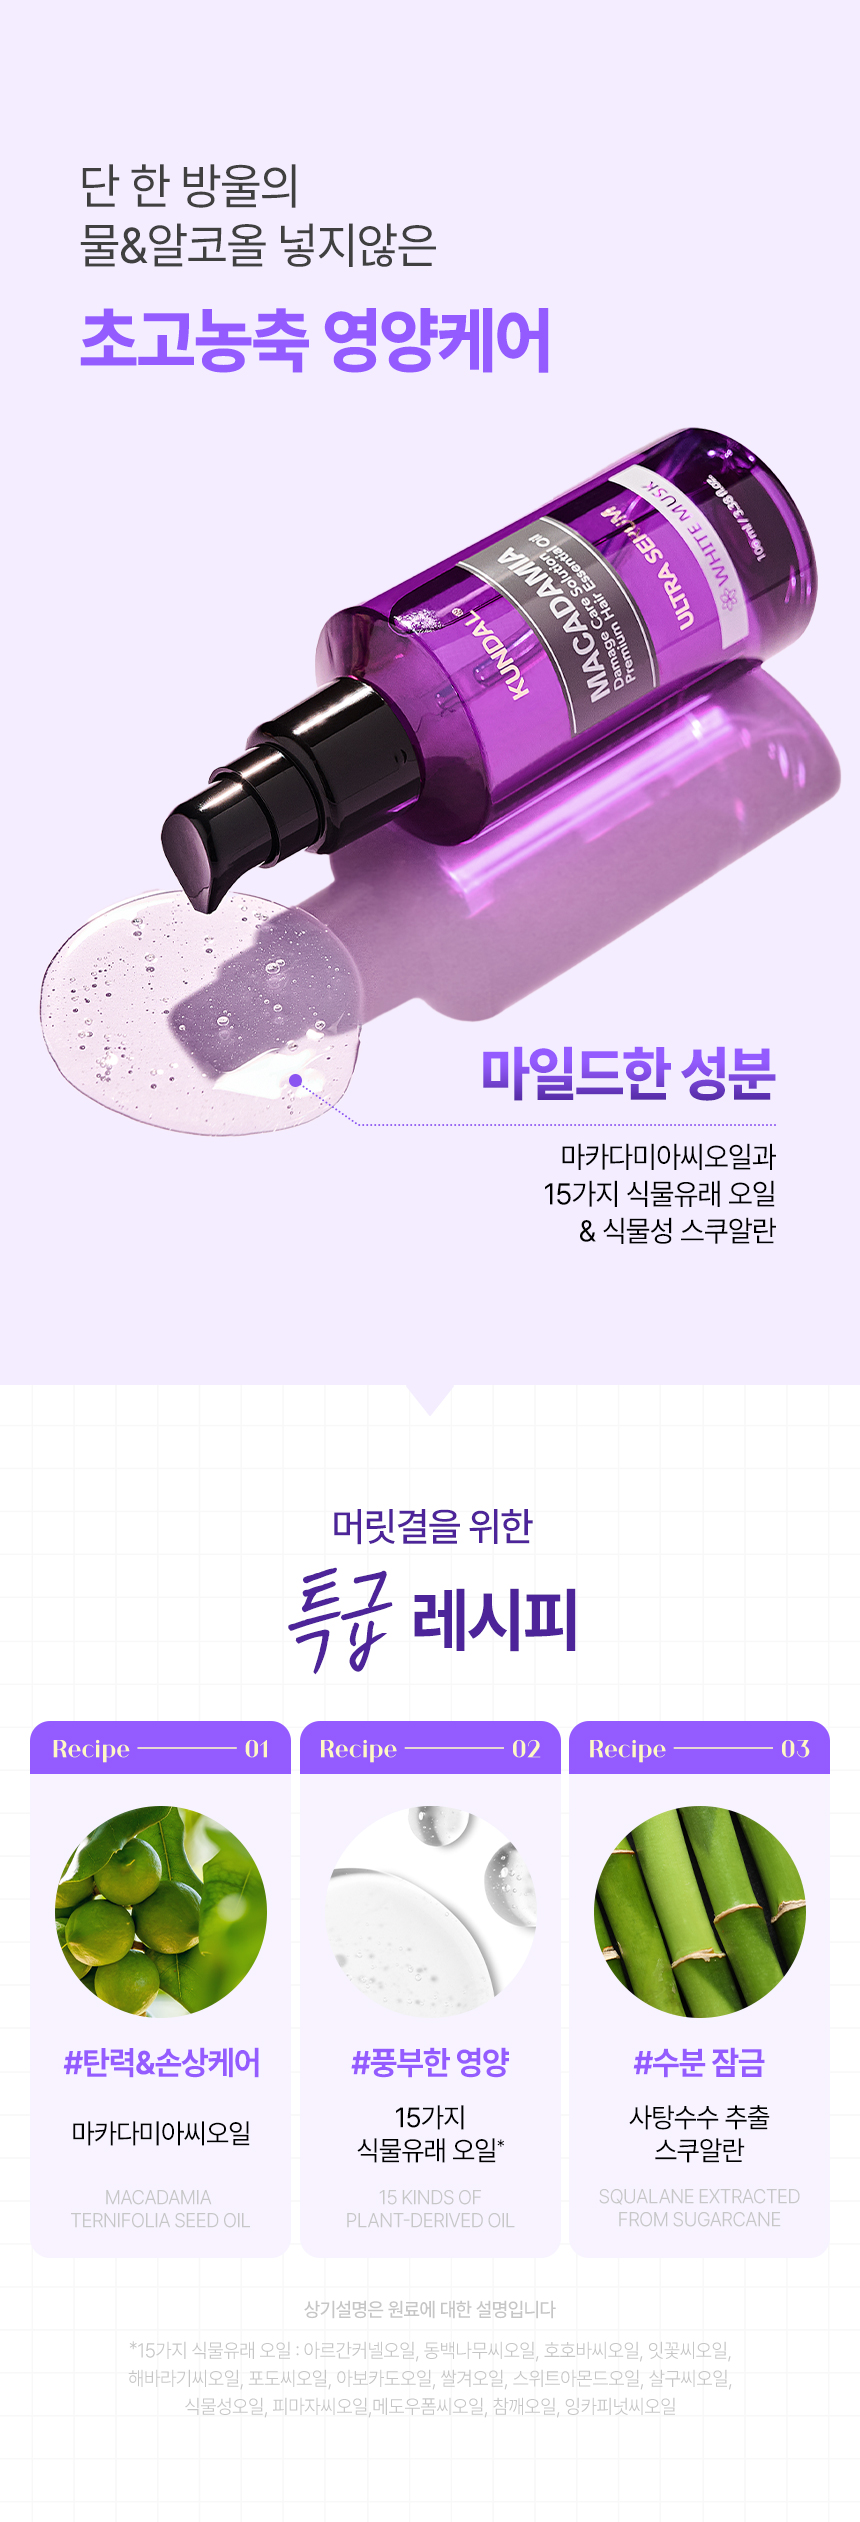 단 한 방울의
물&알코올 넣지않은
초고농축 영양케어
KUNDAL®
MACADAMIA
Damage Care Solution
Premium Hair Essential Oil
ULTRA SERUM
WHITE MUSK
100ml / 3.38fl.oz.
마일드한 성분
마카다미아씨오일과
15가지 식물유래 오일
& 식물성 스쿠알란
머릿결을 위한
특급 레시피
Recipe 01
#탄력&손상케어
마카다미아씨오일
MACADAMIA
TERNIFOLIA SEED OIL
Recipe 02
#풍부한 영양
15가지
식물유래 오일*
15 KINDS OF
PLANT-DERIVED OIL
Recipe 03
#수분 잠금
사탕수수 추출
스쿠알란
SQUALANE EXTRACTED
FROM SUGARCANE
상기설명은 원료에 대한 설명입니다
*15가지 식물유래 오일 : 아르간커넬오일, 동백나무씨오일, 호호바씨오일, 잇꽃씨오일,
해바라기씨오일, 포도씨오일, 아보카도오일, 쌀겨오일, 스위트아몬드오일, 살구씨오일,
식물성오일, 피마자씨오일,메도우폼씨오일, 참깨오일, 잉카피넛씨오일